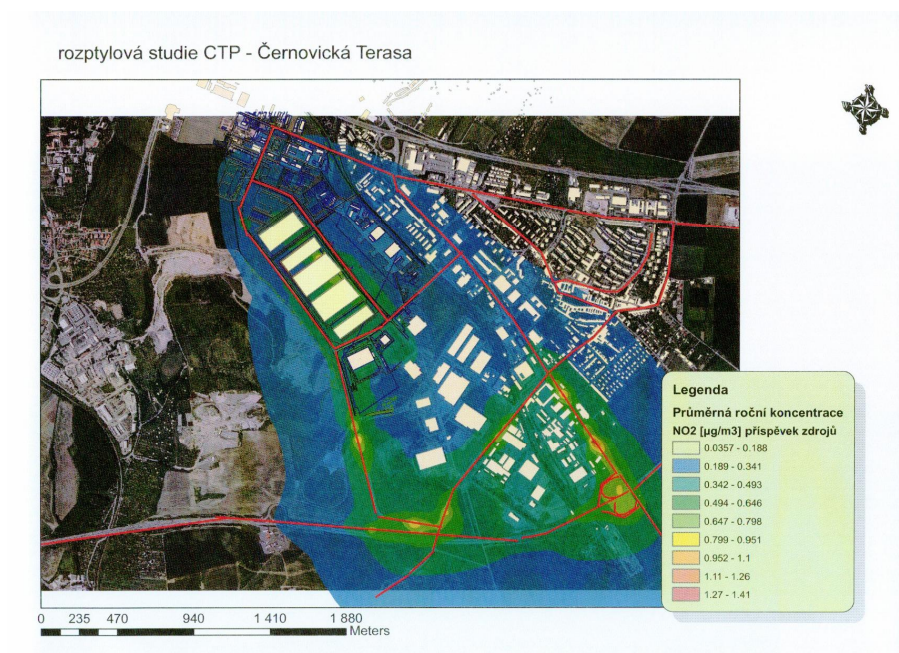 rozptylová studie CTP - Černovická Terasa
Legenda
Průměrná roční koncentrace
NO2 [µg/m3] příspěvek zdrojů
0.0357 - 0.188
0.189 - 0.341
0.342 - 0.493
0.494 - 0.646
0.647 - 0.798
0.799 - 0.951
0.952 - 1.1
1.11 - 1.26
1.27 - 1.41
0 235 470 940 1 410 1 880
Meters